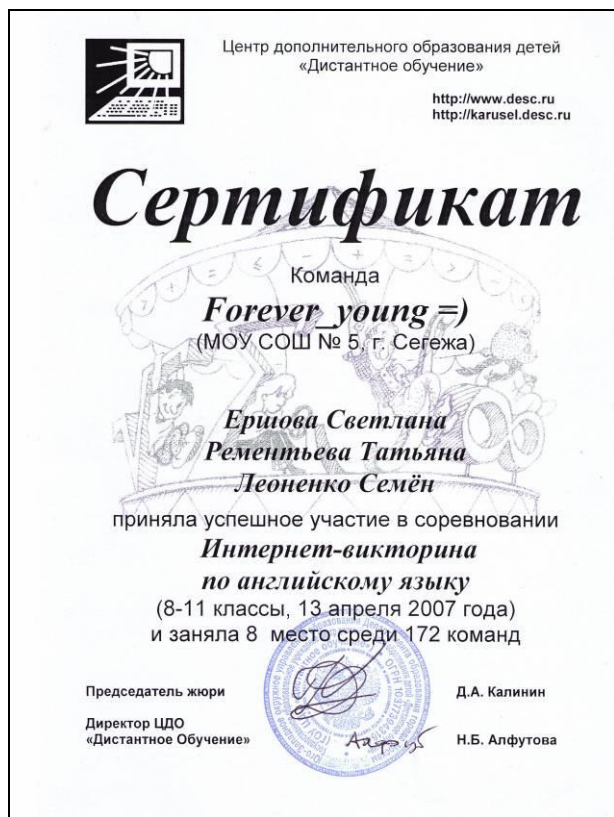 Центр дополнительного образования детей
«Дистантное обучение»
http://www.desc.ru
http://karusel.desc.ru
Сертификат
Команда
Forever_young =)
(МОУ СОШ № 5, г. Сегежа)
Ершова Светлана
Рементьева Татьяна
Леоненко Семён
приняла успешное участие в соревновании
Интернет-викторина
по английскому языку
(8-11 классы, 13 апреля 2007 года)
и заняла 8 место среди 172 команд
Председатель жюри
Д.А. Калинин
Директор ЦДО
«Дистантное Обучение»
Н.Б. Алфутова